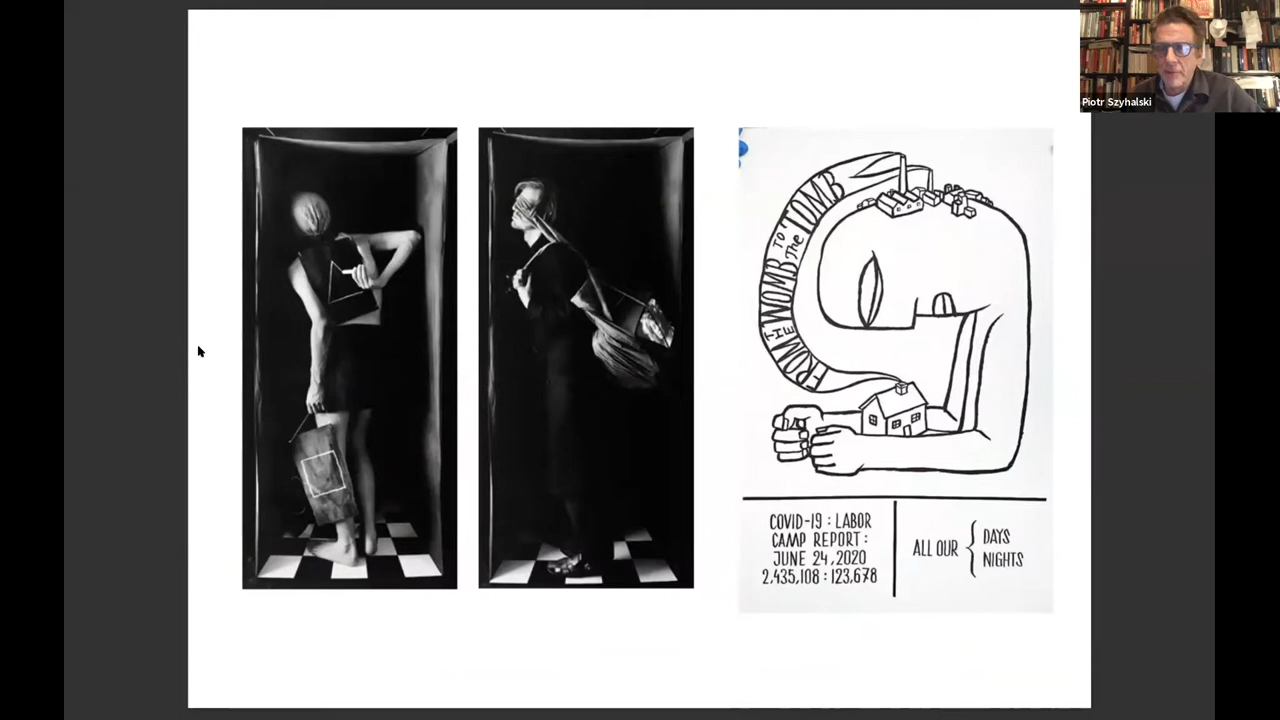 Piotr Szyhalski
FROM THE WOMB TO The TOMB
COVID-19 : LABOR
CAMP REPORT :
JUNE 24, 2020
2,435,108 : 123,678
ALL OUR { DAYS
NIGHTS